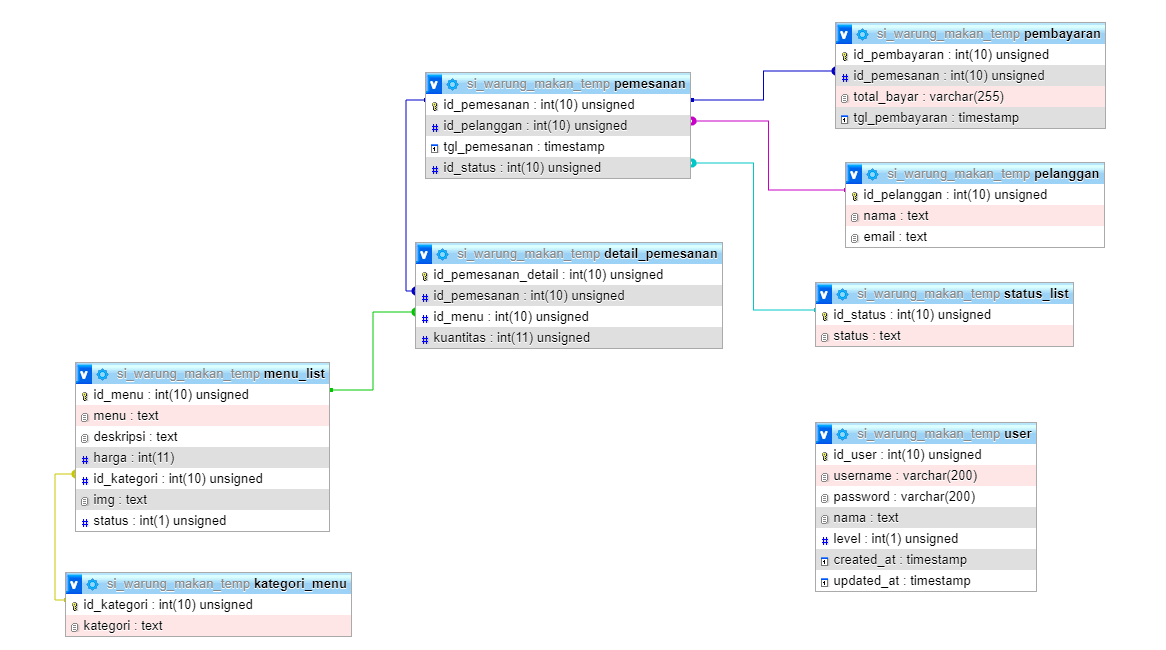 si_warung_makan_temp pembayaran
id_pembayaran : int(10) unsigned
id_pemesanan : int(10) unsigned
total_bayar : varchar(255)
tgl_pembayaran : timestamp
si_warung_makan_temp pemesanan
id_pemesanan : int(10) unsigned
id_pelanggan : int(10) unsigned
tgl_pemesanan : timestamp
id_status : int(10) unsigned
si_warung_makan_temp pelanggan
id_pelanggan : int(10) unsigned
nama : text
email : text
si_warung_makan_temp detail_pemesanan
id_pemesanan_detail : int(10) unsigned
id_pemesanan : int(10) unsigned
id_menu : int(10) unsigned
kuantitas : int(11) unsigned
si_warung_makan_temp status_list
id_status : int(10) unsigned
status : text
si_warung_makan_temp menu_list
id_menu : int(10) unsigned
menu : text
deskripsi : text
harga : int(11)
id_kategori : int(10) unsigned
img : text
status : int(1) unsigned
si_warung_makan_temp user
id_user : int(10) unsigned
username : varchar(200)
password : varchar(200)
nama : text
level : int(1) unsigned
created_at : timestamp
updated_at : timestamp
si_warung_makan_temp kategori_menu
id_kategori : int(10) unsigned
kategori : text